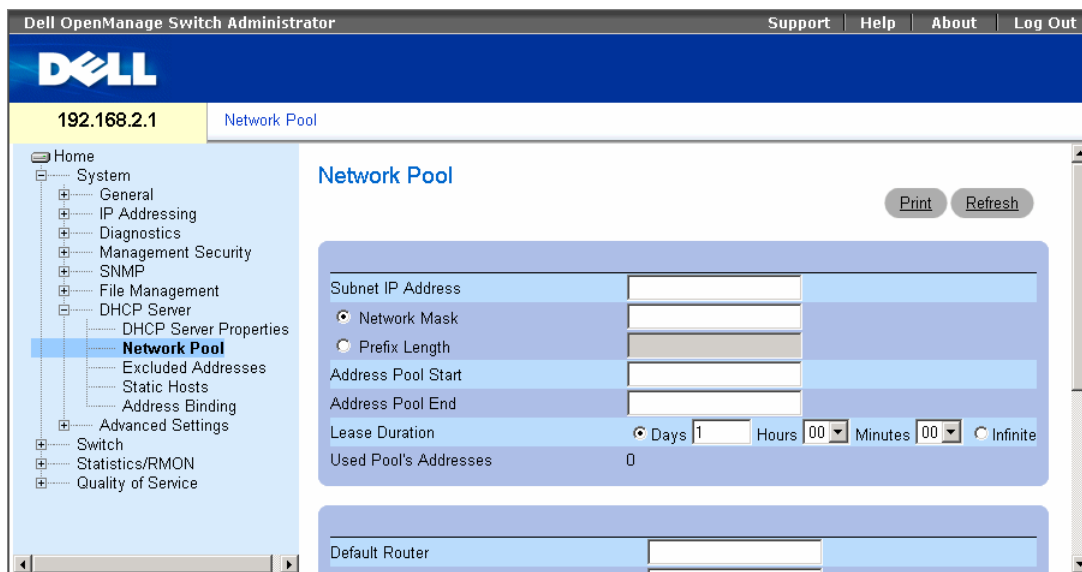 Dell OpenManage Switch Administrator
Support Help About Log Out
DELL
192.168.2.1
Network Pool
Home
System
General
IP Addressing
Diagnostics
Management Security
SNMP
File Management
DHCP Server
DHCP Server Properties
Network Pool
Excluded Addresses
Static Hosts
Address Binding
Advanced Settings
Switch
Statistics/RMON
Quality of Service
Network Pool
Print Refresh
Subnet IP Address
Network Mask
Prefix Length
Address Pool Start
Address Pool End
Lease Duration Days 1 Hours 00 Minutes 00 Infinite
Used Pool's Addresses 0
Default Router